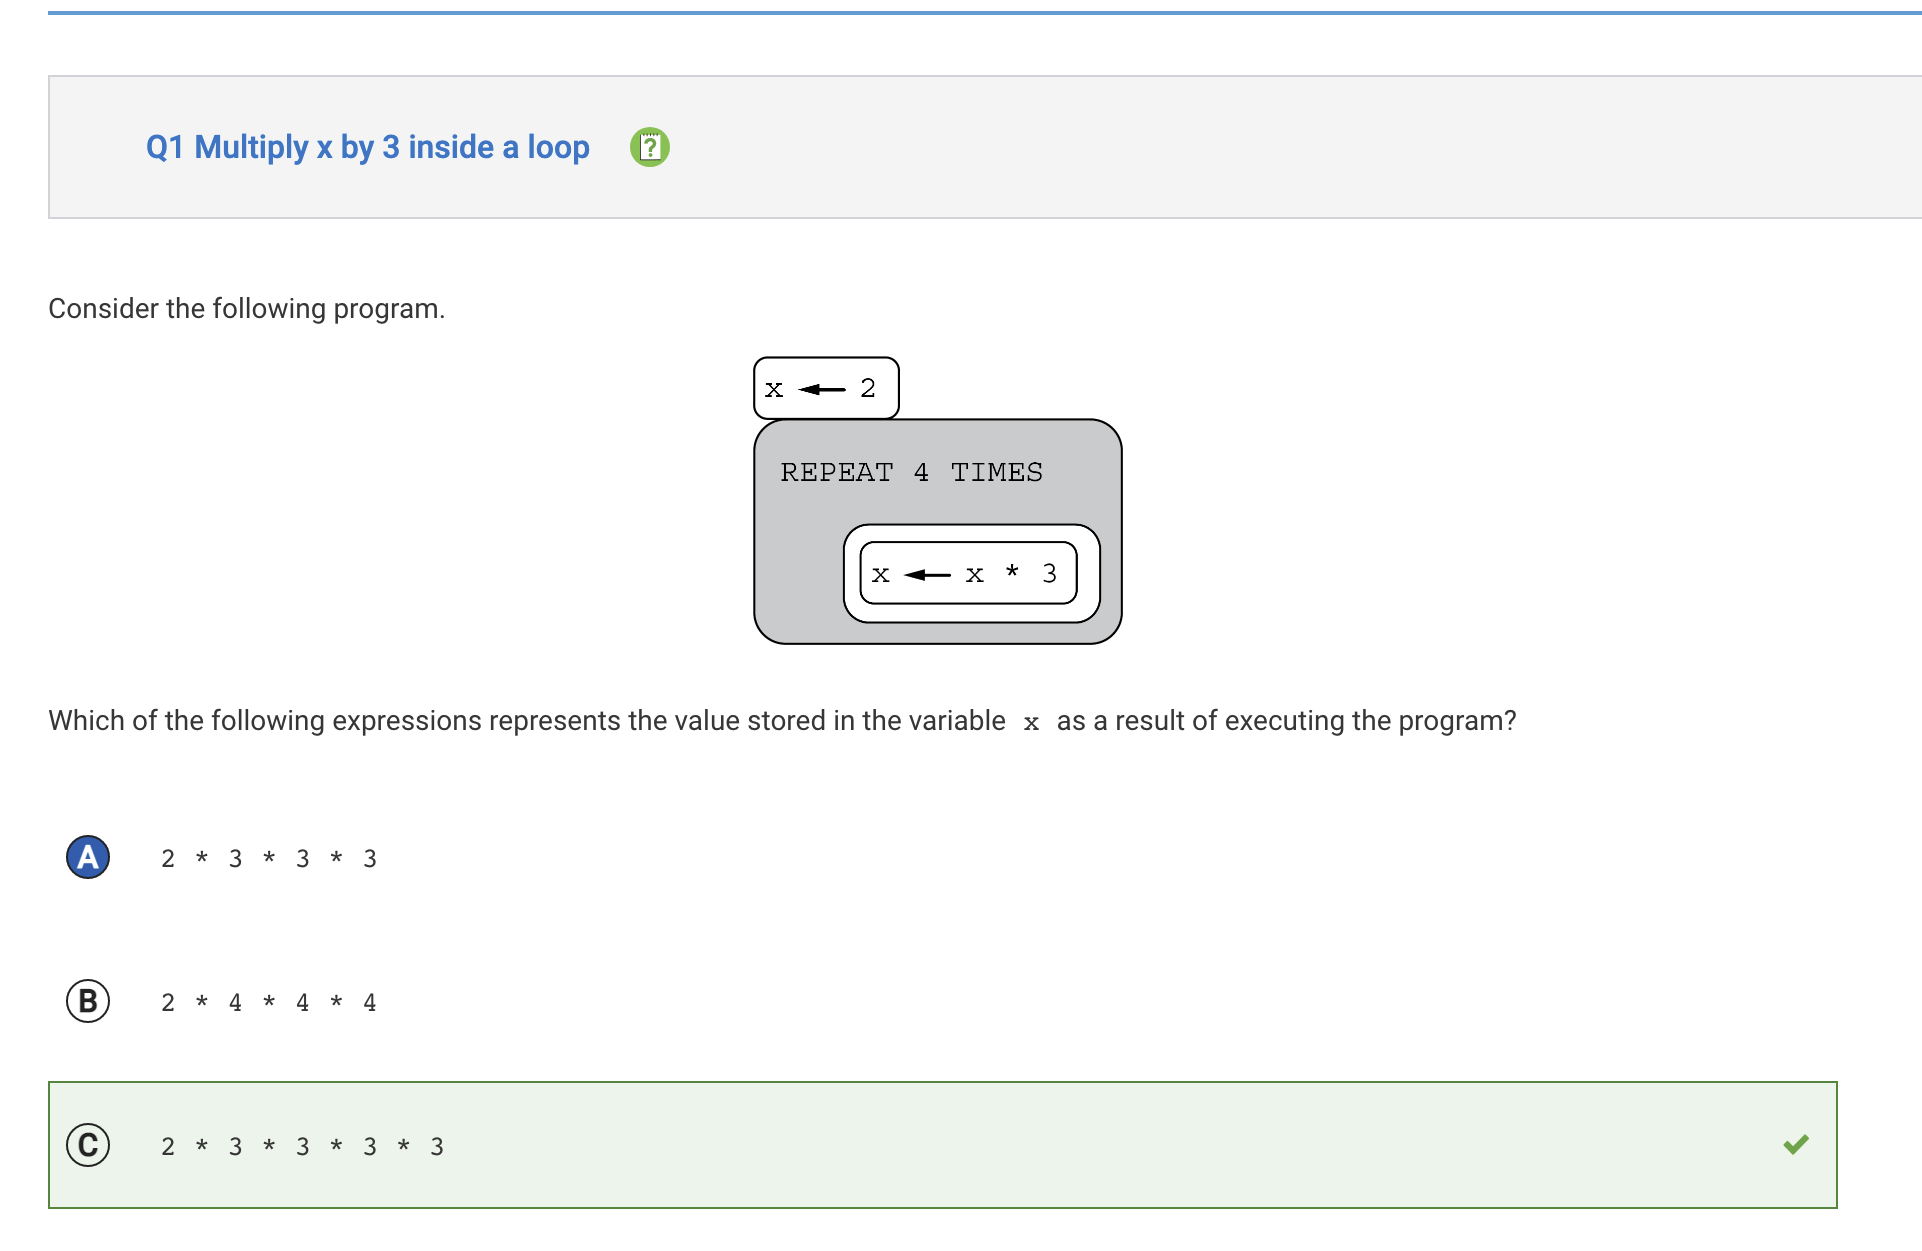 Q1 Multiply x by 3 inside a loop ?
Consider the following program.
x ← 2
REPEAT 4 TIMES
x ← x * 3
Which of the following expressions represents the value stored in the variable x as a result of executing the program?
A 2 * 3 * 3 * 3
B 2 * 4 * 4 * 4
C 2 * 3 * 3 * 3 * 3